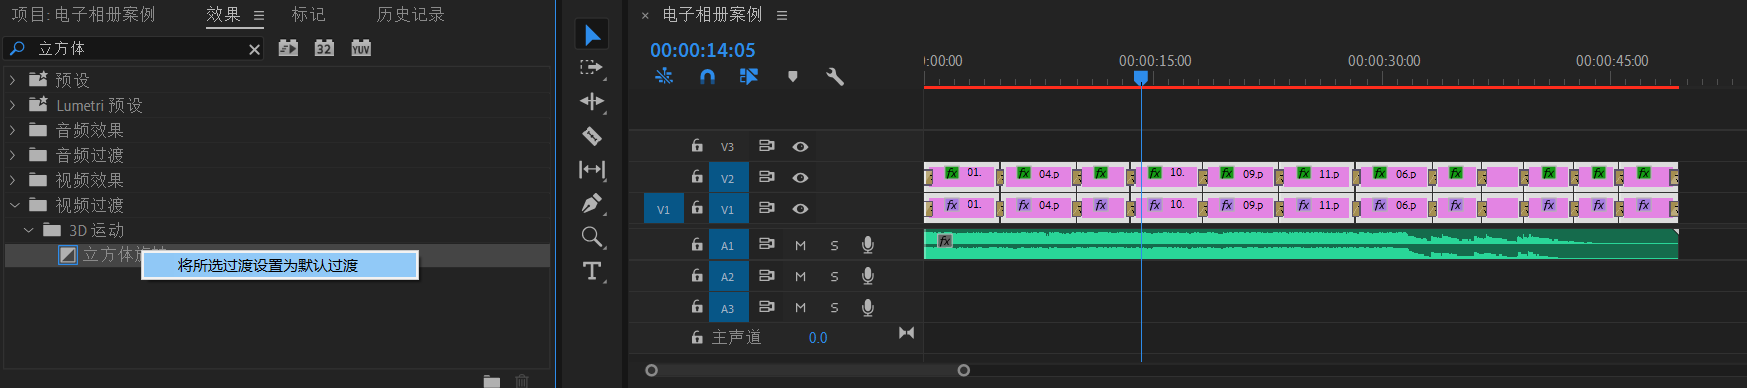 项目: 电子相册案例
效果
标记
历史记录
立方体
32
YUV
预设
Lumetri 预设
音频效果
音频过渡
视频效果
视频过渡
3D 运动
立方体旋转
将所选过渡设置为默认过渡
× 电子相册案例
00:00:14:05
:00:00
00:00:15:00
00:00:30:00
00:00:45:00
V3
V2
fx 01.
fx 04.p
fx
fx 10.
fx 09.p
fx 11.p
fx 06.p
fx
fx
fx
fx
V1
V1
fx 01.
fx 04.p
fx
fx 10.
fx 09.p
fx 11.p
fx 06.p
fx
fx
fx
fx
A1
M
S
fx
A2
M
S
A3
M
S
主声道
0.0